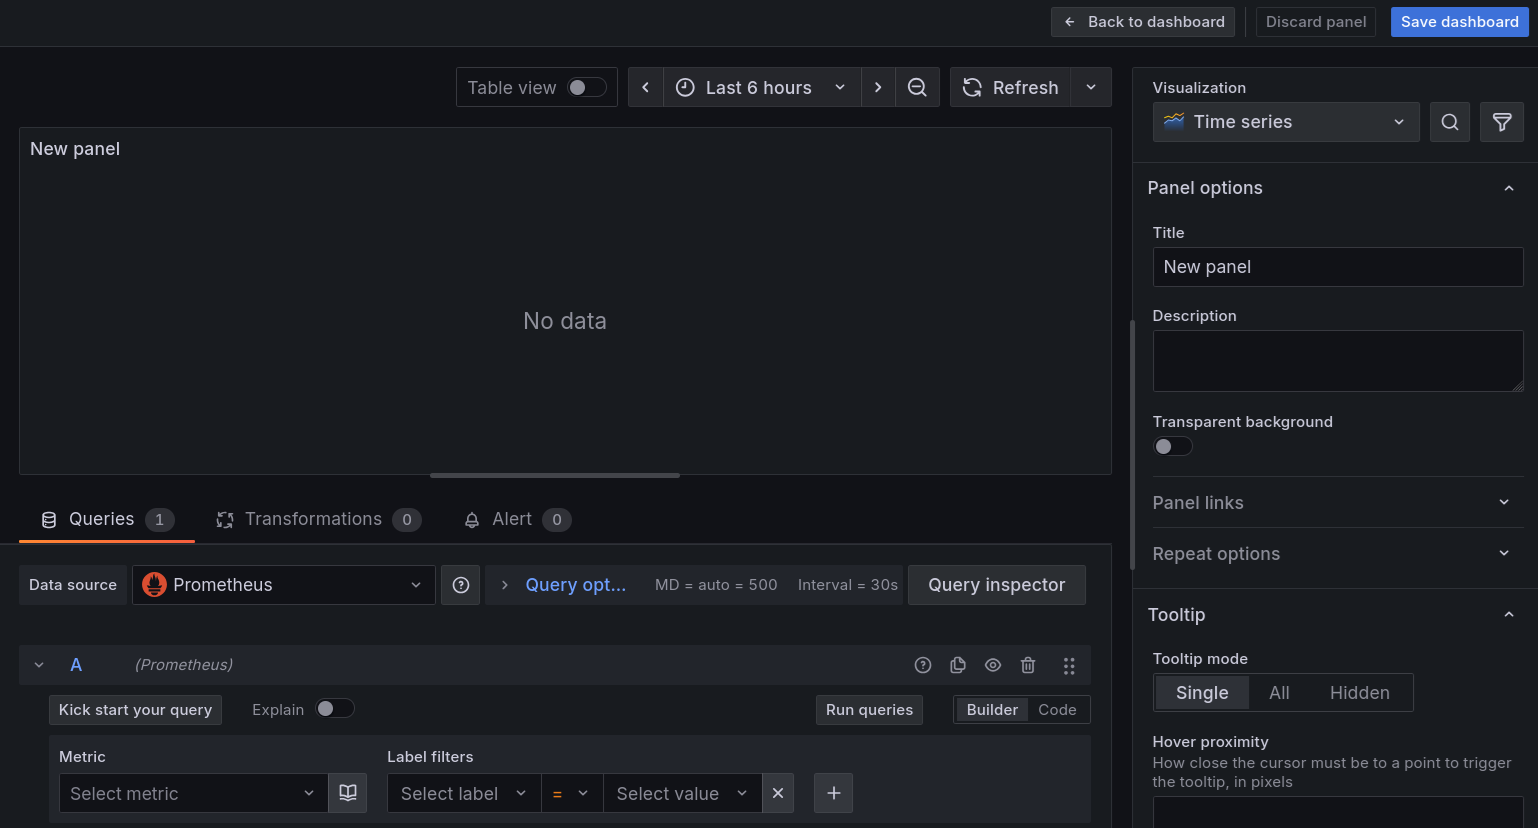 Back to dashboard
Discard panel
Save dashboard
Table view
Last 6 hours
Refresh
New panel
No data
Queries 1
Transformations 0
Alert 0
Data source
Prometheus
Query opt...
MD = auto = 500
Interval = 30s
Query inspector
A
(Prometheus)
Kick start your query
Explain
Run queries
Builder
Code
Metric
Label filters
Select metric
Select label
=
Select value
Visualization
Time series
Panel options
Title
New panel
Description
Transparent background
Panel links
Repeat options
Tooltip
Tooltip mode
Single
All
Hidden
Hover proximity
How close the cursor must be to a point to trigger
the tooltip, in pixels